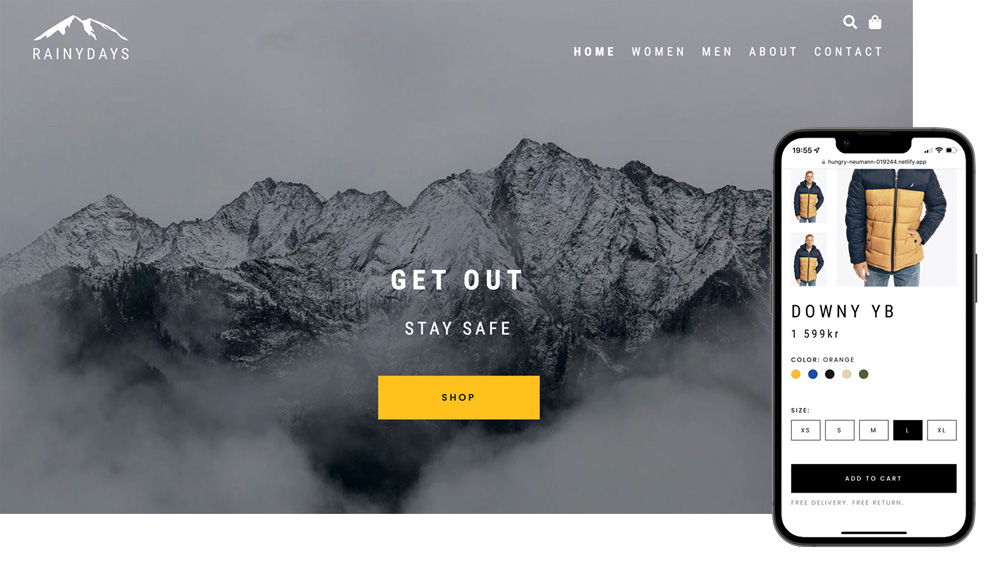 RAINYDAYS
HOME WOMEN MEN ABOUT CONTACT
GET OUT
STAY SAFE
SHOP
19:55
hungry-neumann-019244.netlify.app
DOWNY YB
1 599kr
COLOR: ORANGE
SIZE:
XS S M L XL
ADD TO CART
FREE DELIVERY. FREE RETURN.